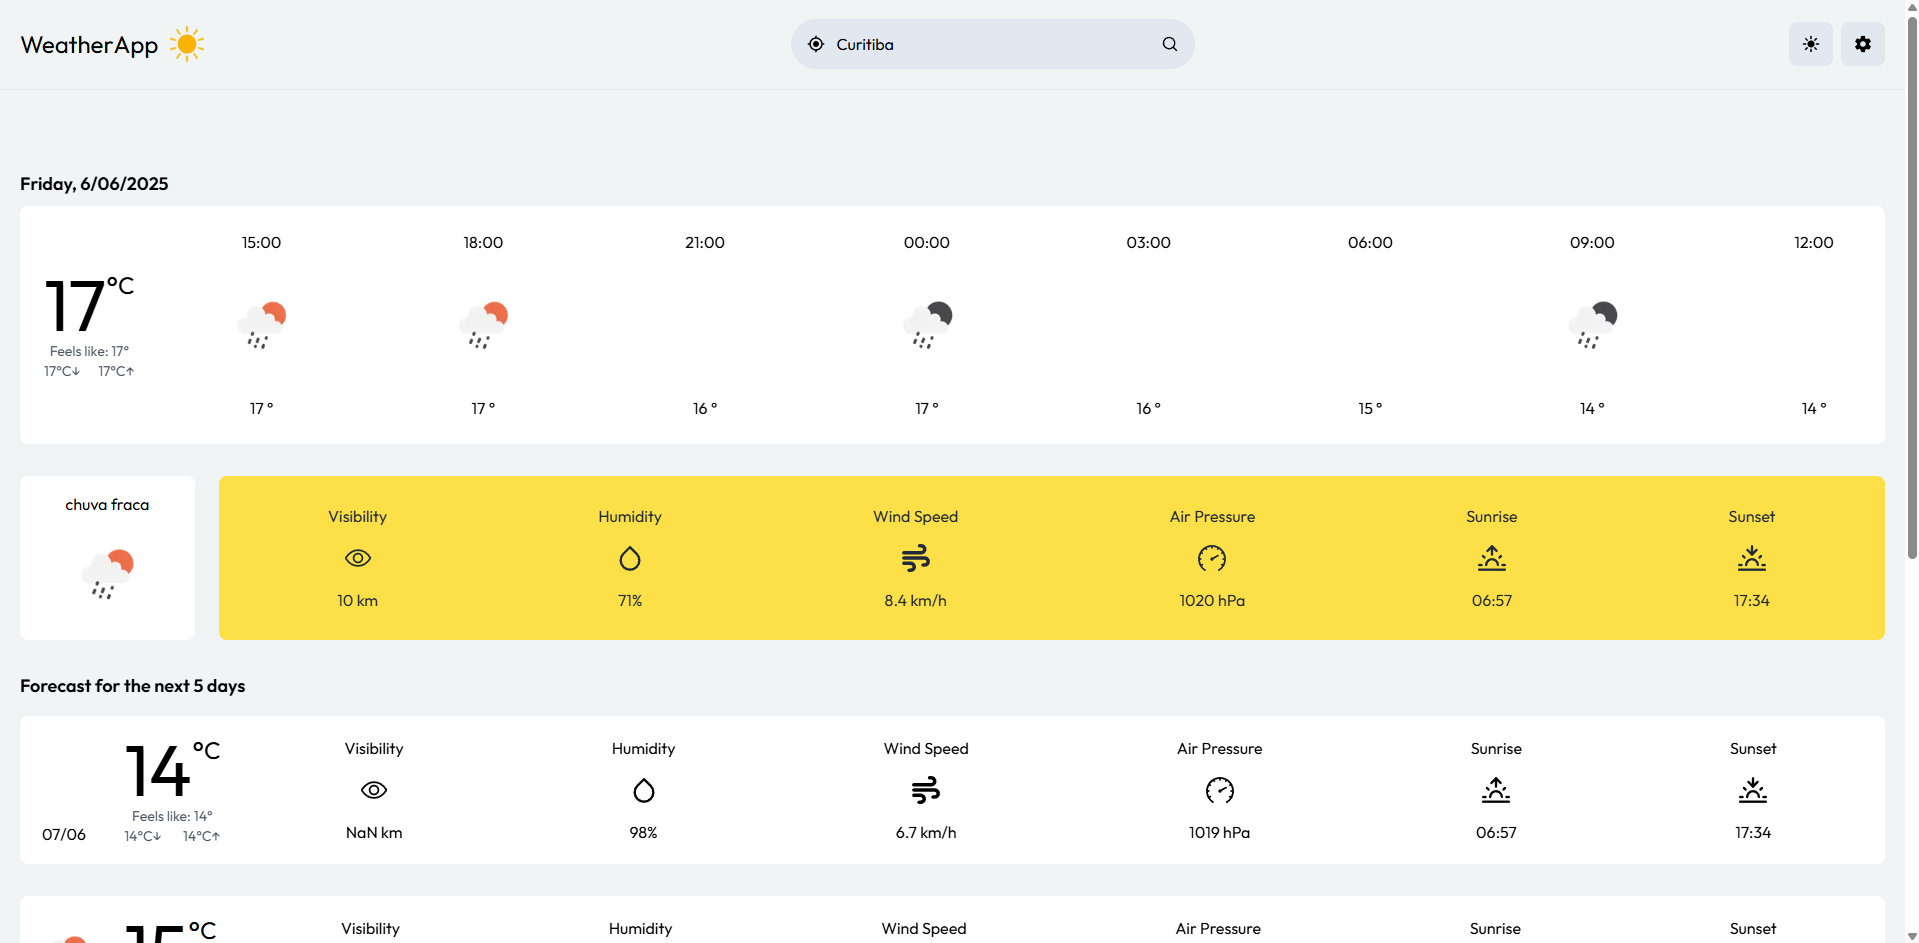 WeatherApp
Curitiba
Friday, 6/06/2025
15:00 18:00 21:00 00:00 03:00 06:00 09:00 12:00
17°C
Feels like: 17°
17°C↓ 17°C↑
17 ° 17 ° 16 ° 17 ° 16 ° 15 ° 14 ° 14 °
chuva fraca
Visibility Humidity Wind Speed Air Pressure Sunrise Sunset
10 km 71% 8.4 km/h 1020 hPa 06:57 17:34
Forecast for the next 5 days
14°C
Feels like: 14°
14°C↓ 14°C↑
07/06
Visibility Humidity Wind Speed Air Pressure Sunrise Sunset
NaN km 98% 6.7 km/h 1019 hPa 06:57 17:34
15°C
Visibility Humidity Wind Speed Air Pressure Sunrise Sunset